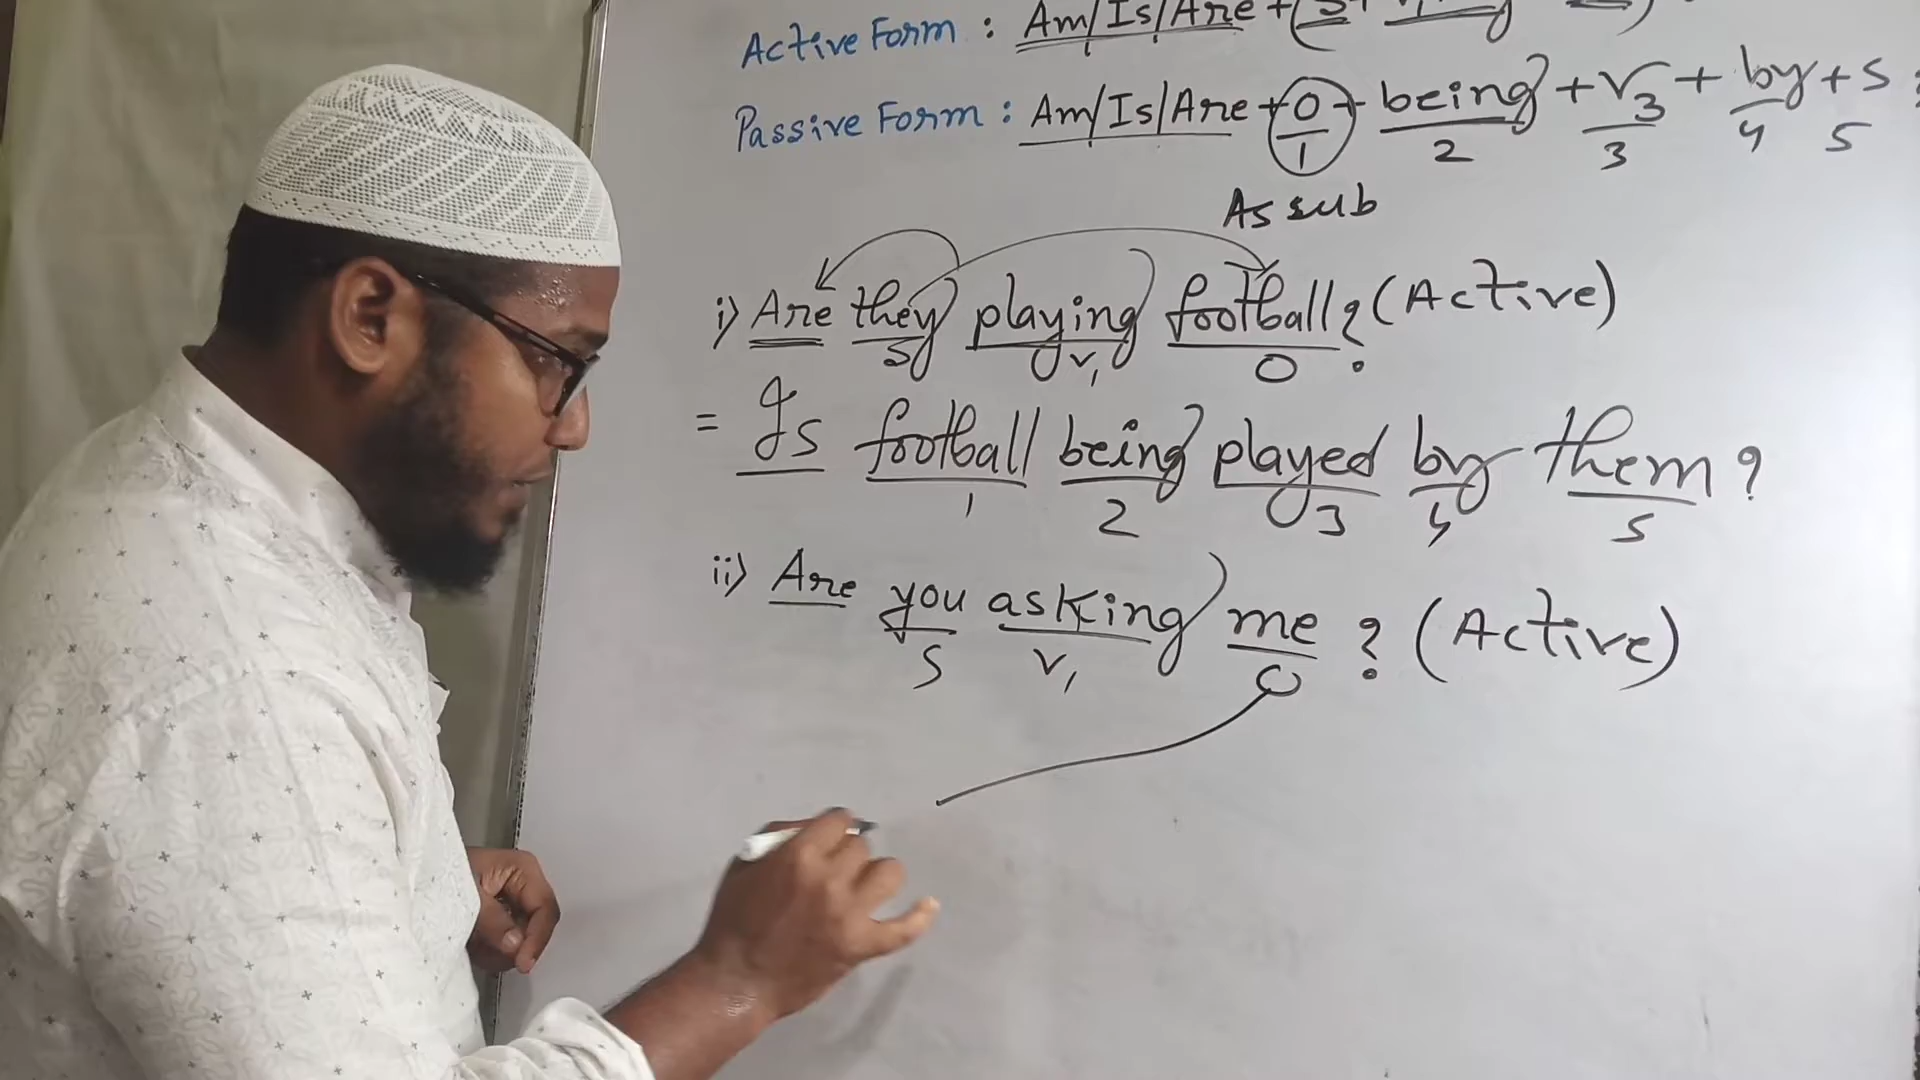 Active Form : Am/Is/Are + (S+
Passive Form : Am/Is/Are + O + being + V3 + by + S
1 2 3 4 5
As sub
i) Are they playing football? (Active)
S V1 O
= Is football being played by them?
1 2 3 4 5
ii) Are you asking me? (Active)
S V1 O